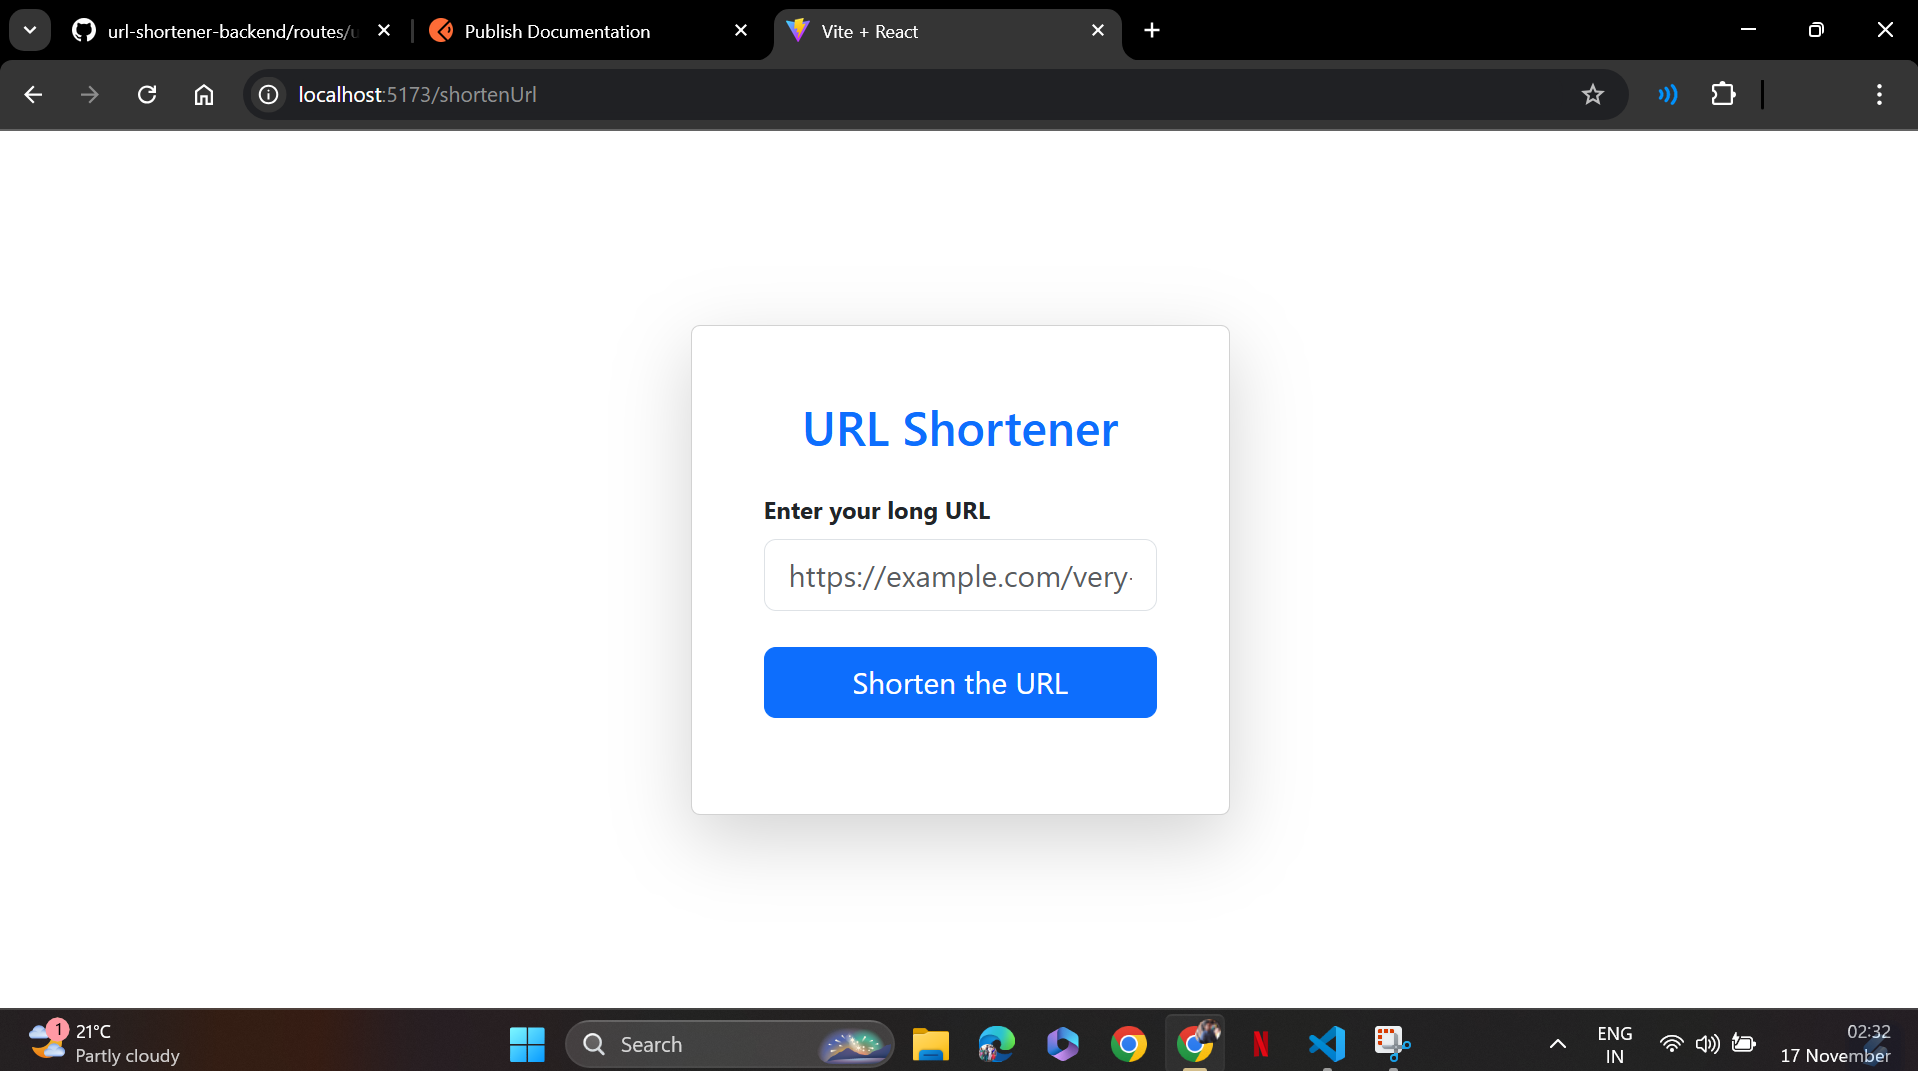 url-shortener-backend/routes/u
Publish Documentation
Vite + React
localhost:5173/shortenUrl
URL Shortener
Enter your long URL
https://example.com/very-
Shorten the URL
1
21°C
Partly cloudy
Search
N
ENG
IN
02:32
17 November